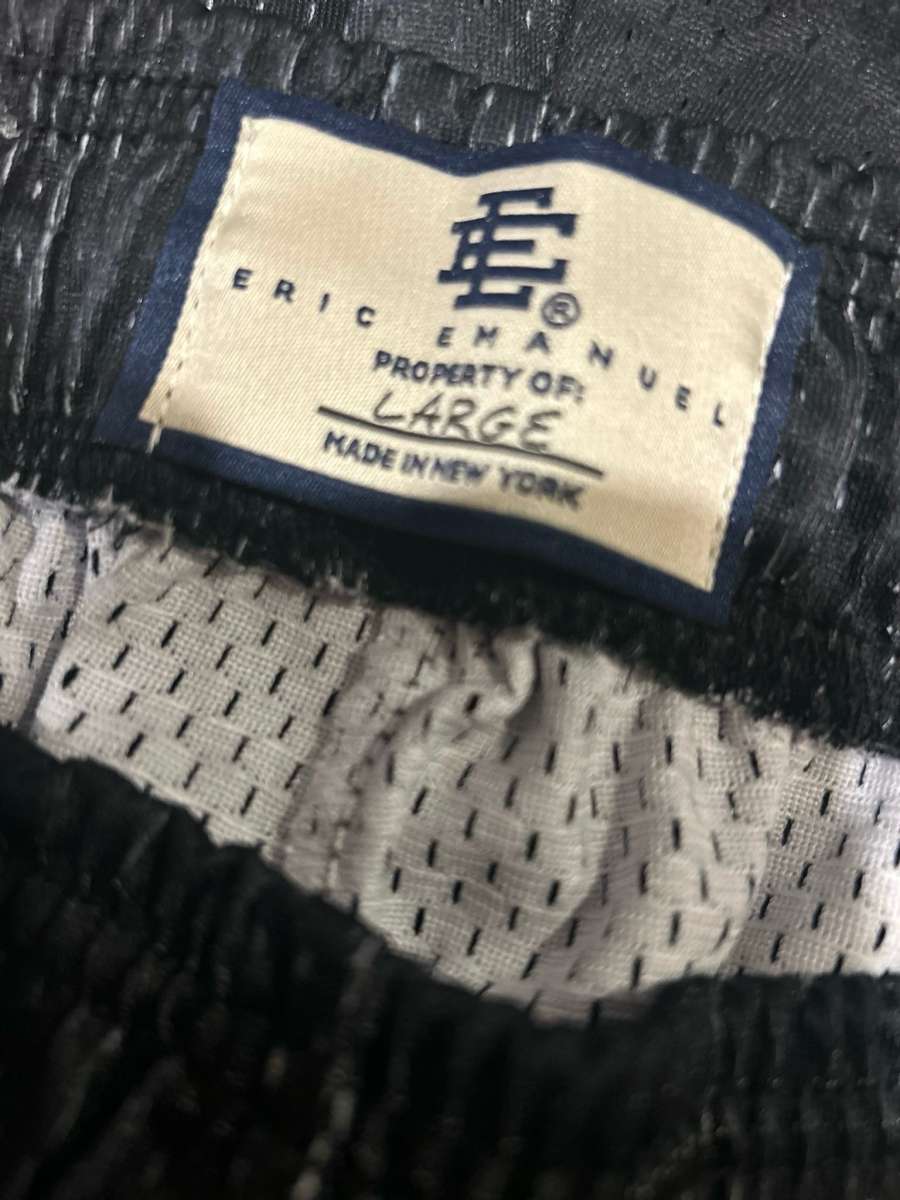 EE®
ERIC EMANUEL
PROPERTY OF:
LARGE
MADE IN NEW YORK